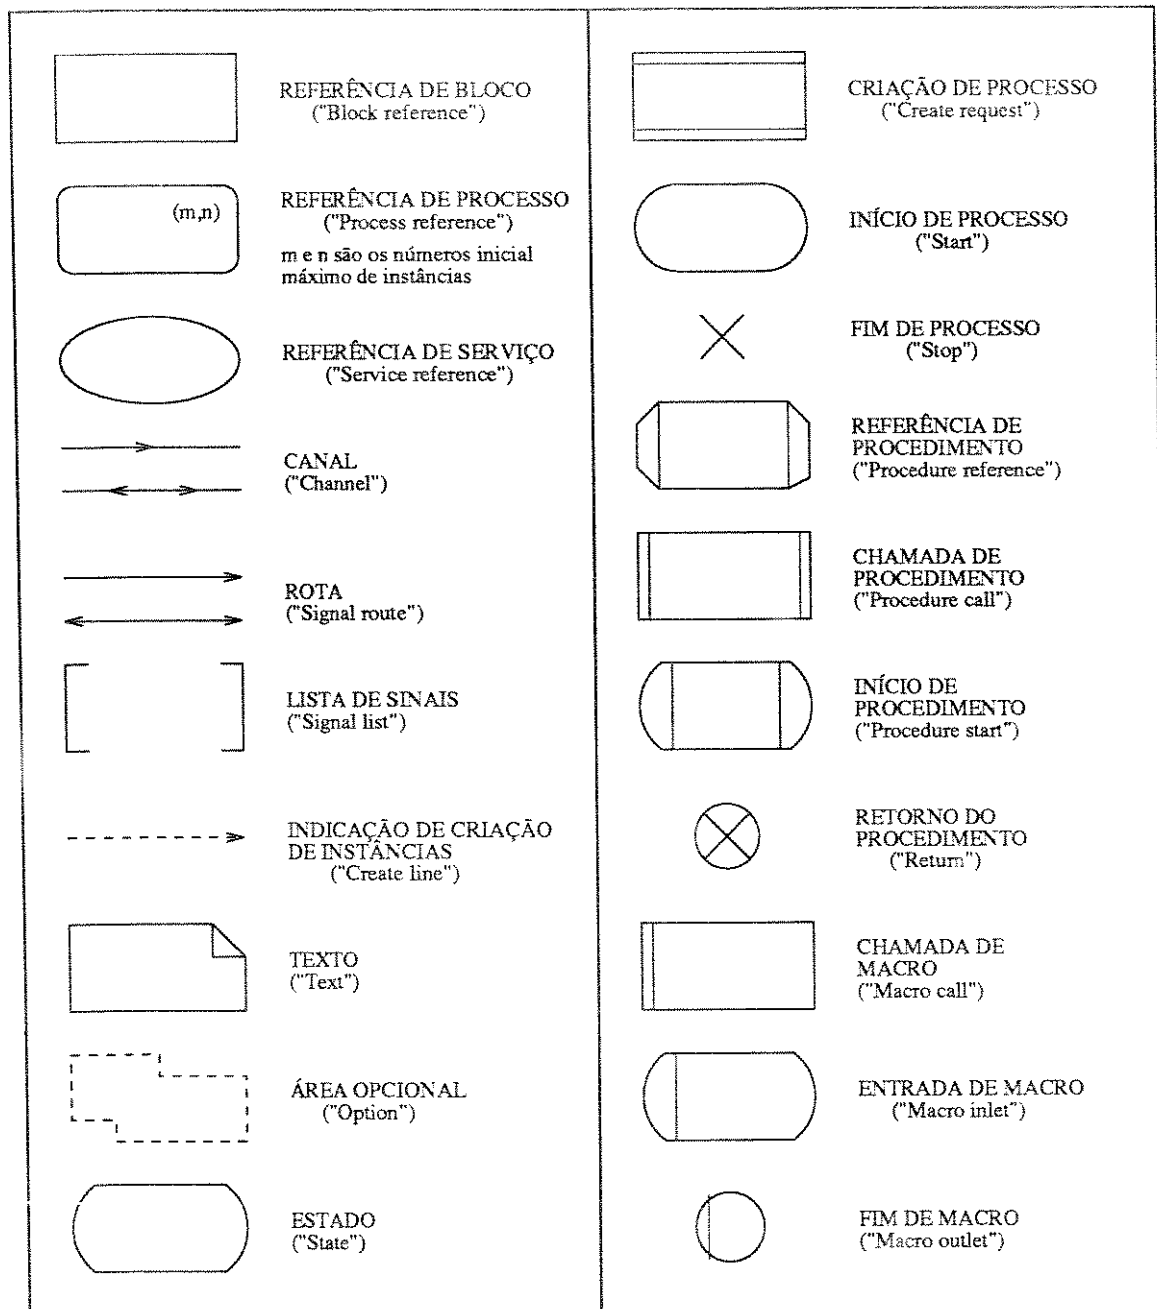 REFERÊNCIA DE BLOCO
("Block reference")
(m,n)
REFERÊNCIA DE PROCESSO
("Process reference")
m e n são os números inicial
máximo de instâncias
REFERÊNCIA DE SERVIÇO
("Service reference")
CANAL
("Channel")
ROTA
("Signal route")
LISTA DE SINAIS
("Signal list")
INDICAÇÃO DE CRIAÇÃO
DE INSTÂNCIAS
("Create line")
TEXTO
("Text")
ÁREA OPCIONAL
("Option")
ESTADO
("State")
CRIAÇÃO DE PROCESSO
("Create request")
INÍCIO DE PROCESSO
("Start")
FIM DE PROCESSO
("Stop")
REFERÊNCIA DE
PROCEDIMENTO
("Procedure reference")
CHAMADA DE
PROCEDIMENTO
("Procedure call")
INÍCIO DE
PROCEDIMENTO
("Procedure start")
RETORNO DO
PROCEDIMENTO
("Return")
CHAMADA DE
MACRO
("Macro call")
ENTRADA DE MACRO
("Macro inlet")
FIM DE MACRO
("Macro outlet")